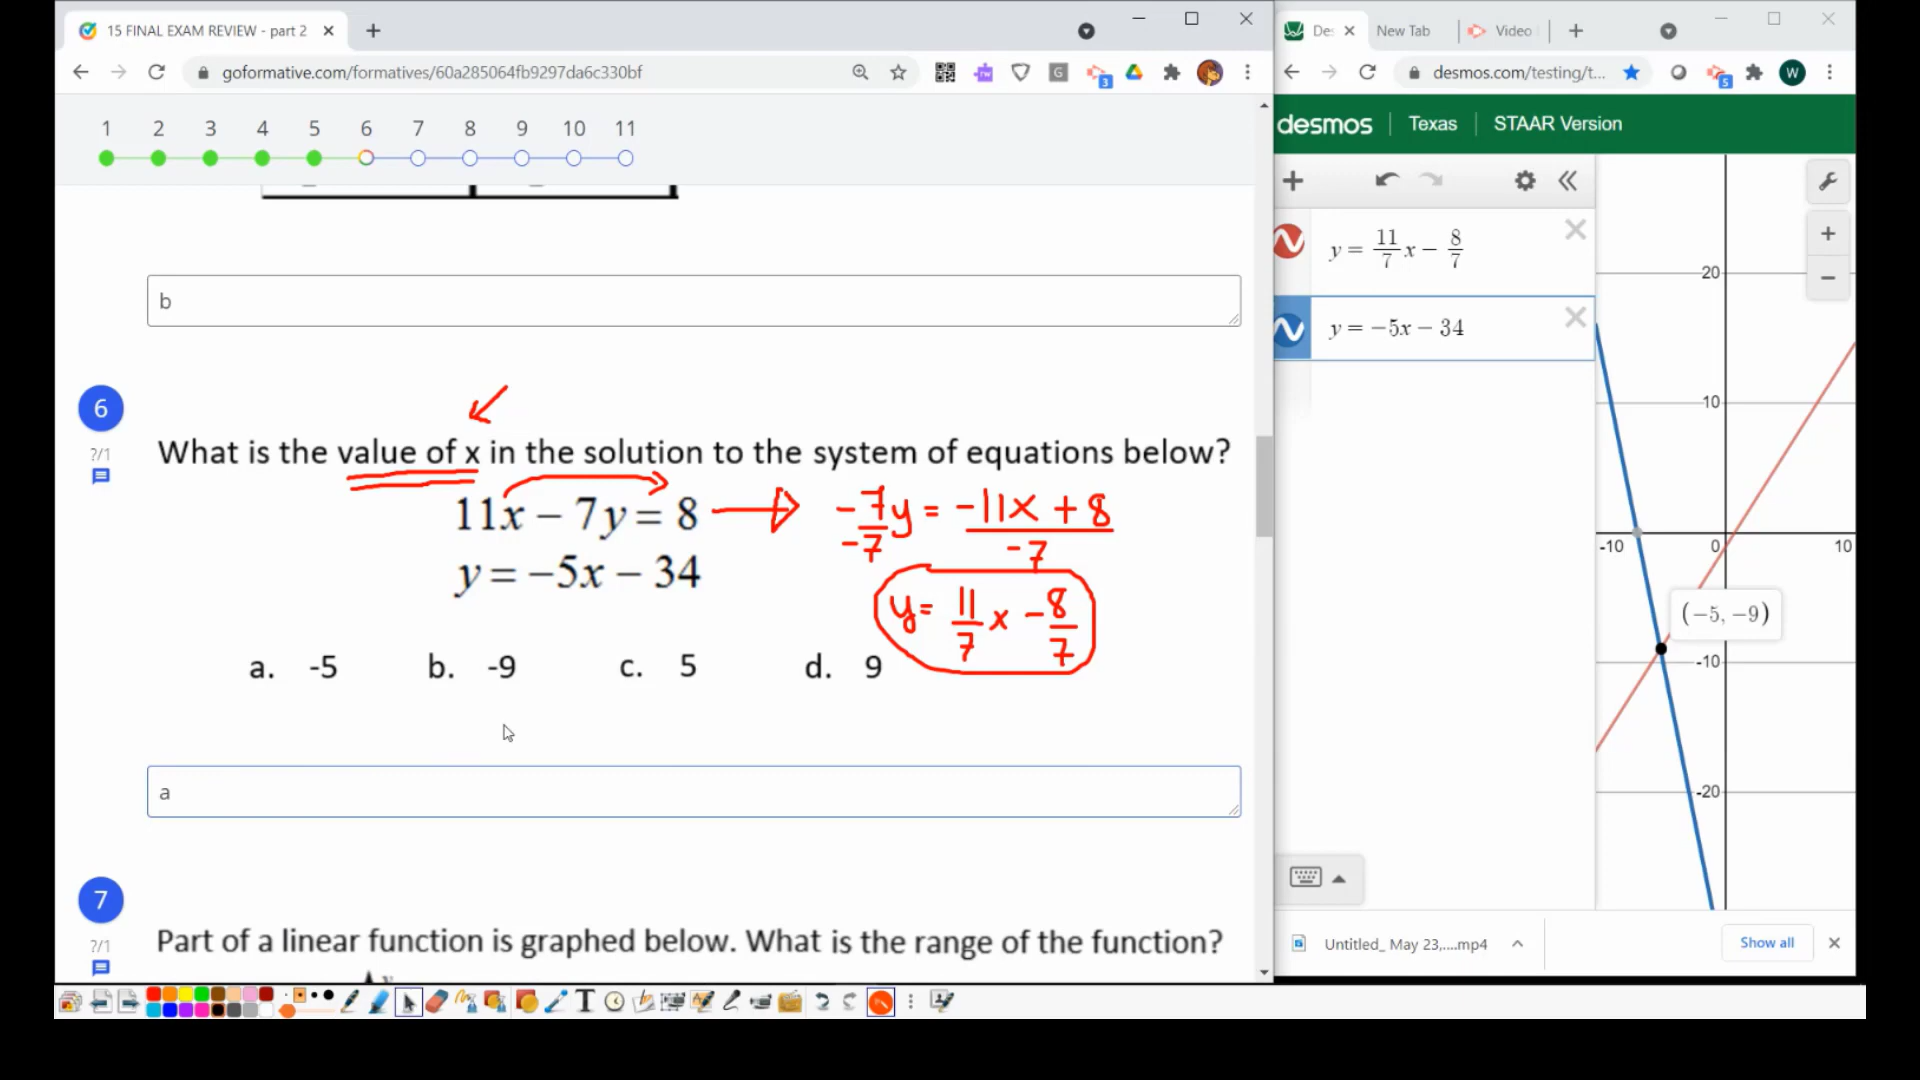 15 FINAL EXAM REVIEW - part 2
goformative.com/formatives/60a285064fb9297da6c330bf
1 2 3 4 5 6 7 8 9 10 11
b
6
?/1
What is the value of x in the solution to the system of equations below?
11x − 7y = 8
y = −5x − 34
-7y = -11x + 8
-7 -7
y = 11/7 x - 8/7
a. -5 b. -9 c. 5 d. 9
a
7
?/1
Part of a linear function is graphed below. What is the range of the function?
y
De
New Tab
Video
desmos.com/testing/t...
G
3
5
W
desmos Texas STAAR Version
y = 11/7 x − 8/7
y = −5x − 34
20
10
-10 0 10
(−5, −9)
-10
-20
Untitled_ May 23,....mp4
Show all
T